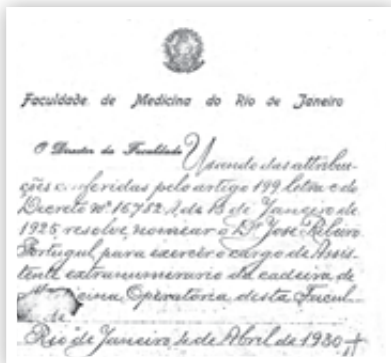 Faculdade de Medicina do Rio de Janeiro
O Director da Faculdade Usando das attribui-
ções conferidas pelo artigo 199, letra c do
Decreto nº 16782 A, de 13 de Janeiro de
1925, resolve nomear o Dr José Ribeiro
Portugal, para exercer o cargo de Assis-
tente extranumerario da cadeira de
Operatoria, desta Facul-
Rio de Janeiro, 4 de Abril de 1930